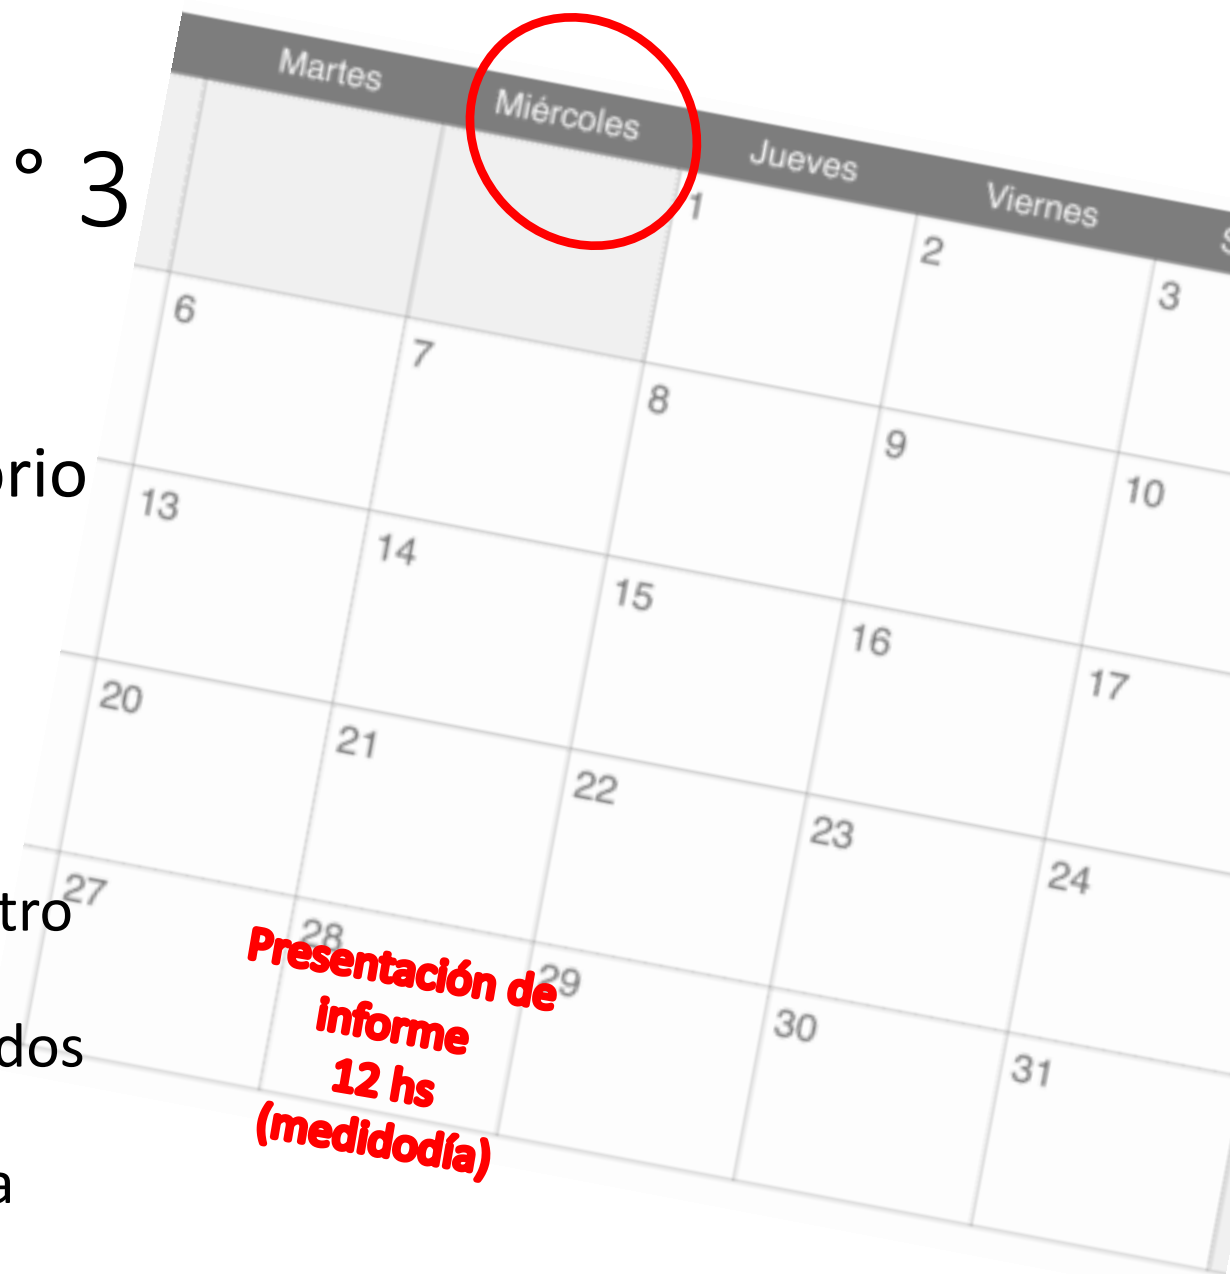 Martes Miércoles Jueves Viernes
° 3
1 2 3
6 7 8 9 10
orio
13 14 15 16 17
20 21 22 23 24
tro
27 28 29 30 31
Presentación de
informe
dos
12 hs
(medidodía)
a